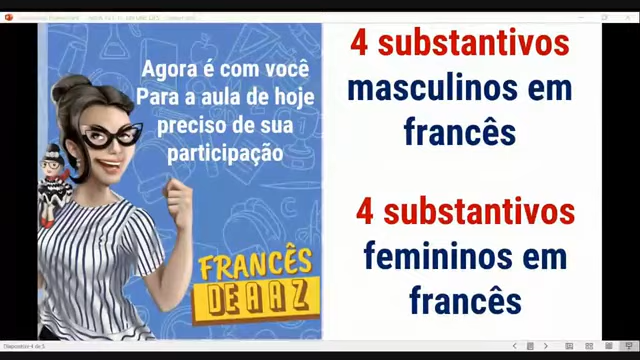 Agora é com você
Para a aula de hoje
preciso de sua
participação
FRANCÊS
DE A A Z
4 substantivos
masculinos em
francês
4 substantivos
femininos em
francês